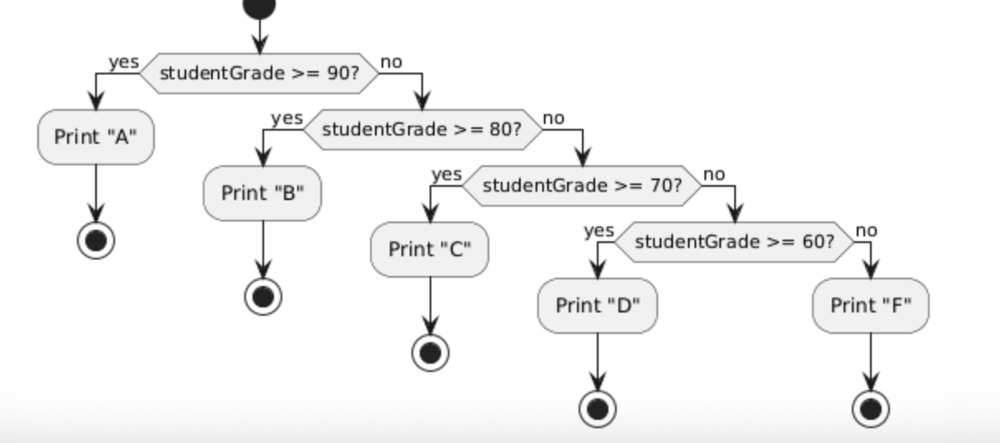 yes
studentGrade >= 90?
no
Print "A"
yes
studentGrade >= 80?
no
Print "B"
yes
studentGrade >= 70?
no
Print "C"
yes
studentGrade >= 60?
no
Print "D"
Print "F"